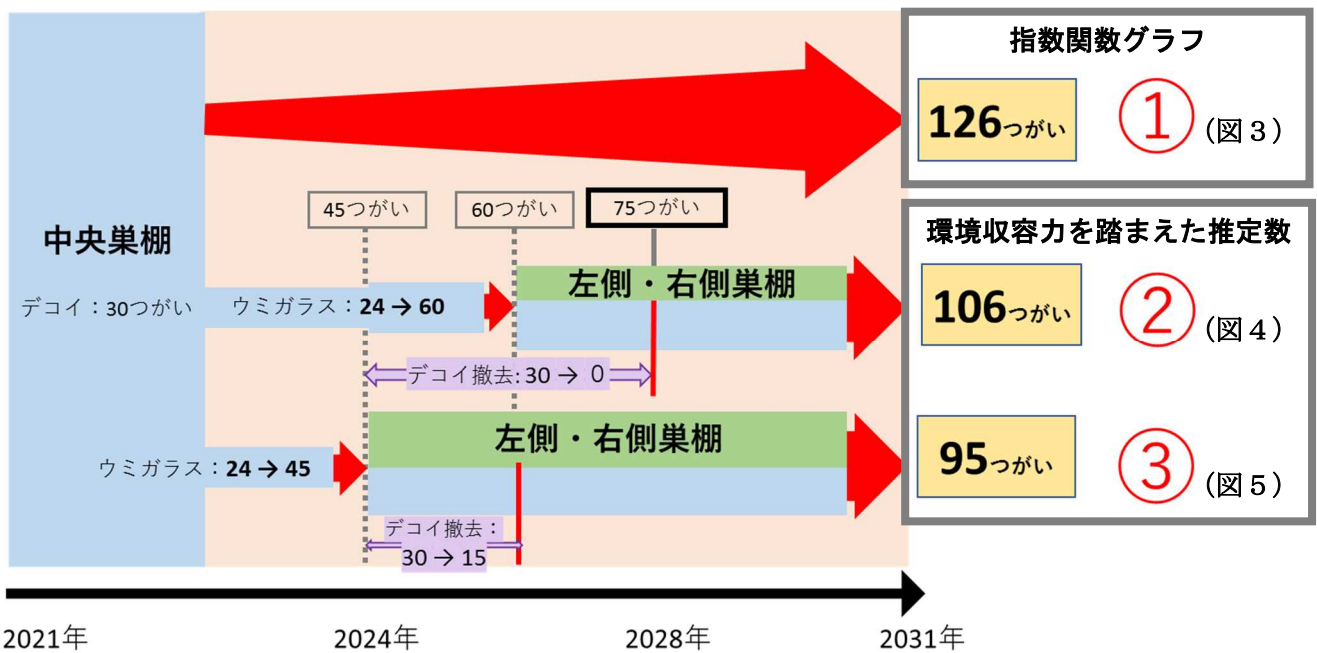 指数関数グラフ
126つがい
①
(図3)
45つがい
60つがい
75つがい
中央巣棚
デコイ：30つがい
ウミガラス：24 → 60
左側・右側巣棚
デコイ撤去: 30 → 0
環境収容力を踏まえた推定数
106つがい
②
(図4)
ウミガラス：24 → 45
左側・右側巣棚
デコイ撤去：
30 → 15
95つがい
③
(図5)
2021年
2024年
2028年
2031年